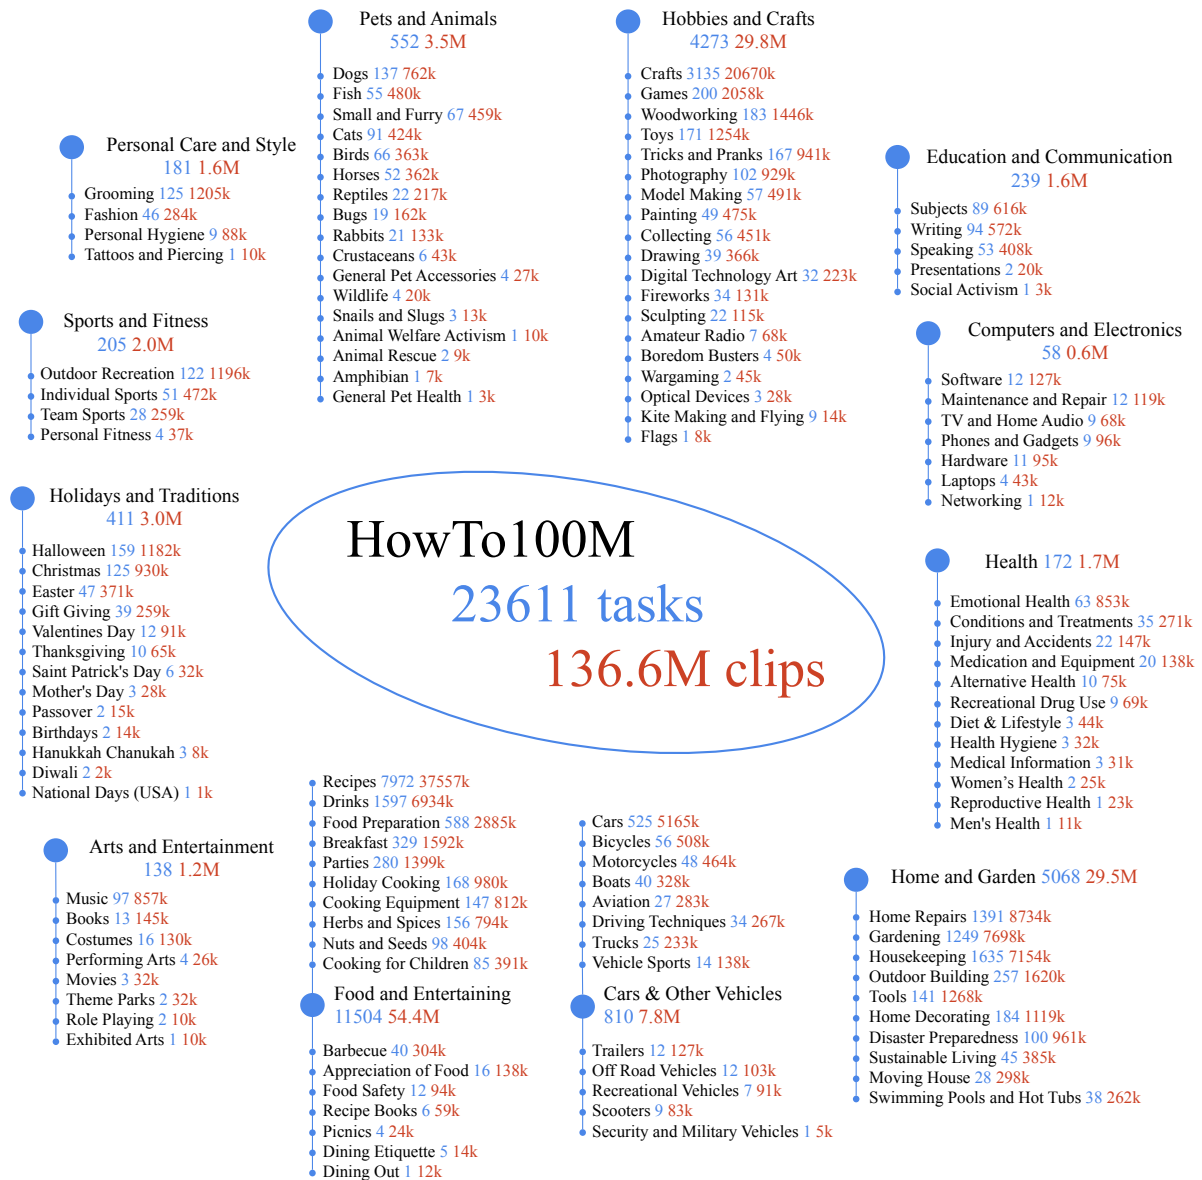 Pets and Animals
552 3.5M
Dogs 137 762k
Fish 55 480k
Small and Furry 67 459k
Cats 91 424k
Birds 66 363k
Horses 52 362k
Reptiles 22 217k
Bugs 19 162k
Rabbits 21 133k
Crustaceans 6 43k
General Pet Accessories 4 27k
Wildlife 4 20k
Snails and Slugs 3 13k
Animal Welfare Activism 1 10k
Animal Rescue 2 9k
Amphibian 1 7k
General Pet Health 1 3k
Hobbies and Crafts
4273 29.8M
Crafts 3135 20670k
Games 200 2058k
Woodworking 183 1446k
Toys 171 1254k
Tricks and Pranks 167 941k
Photography 102 929k
Model Making 57 491k
Painting 49 475k
Collecting 56 451k
Drawing 39 366k
Digital Technology Art 32 223k
Fireworks 34 131k
Sculpting 22 115k
Amateur Radio 7 68k
Boredom Busters 4 50k
Wargaming 2 45k
Optical Devices 3 28k
Kite Making and Flying 9 14k
Flags 1 8k
Personal Care and Style
181 1.6M
Grooming 125 1205k
Fashion 46 284k
Personal Hygiene 9 88k
Tattoos and Piercing 1 10k
Education and Communication
239 1.6M
Subjects 89 616k
Writing 94 572k
Speaking 53 408k
Presentations 2 20k
Social Activism 1 3k
Sports and Fitness
205 2.0M
Outdoor Recreation 122 1196k
Individual Sports 51 472k
Team Sports 28 259k
Personal Fitness 4 37k
Computers and Electronics
58 0.6M
Software 12 127k
Maintenance and Repair 12 119k
TV and Home Audio 9 68k
Phones and Gadgets 9 96k
Hardware 11 95k
Laptops 4 43k
Networking 1 12k
Holidays and Traditions
411 3.0M
Halloween 159 1182k
Christmas 125 930k
Easter 47 371k
Gift Giving 39 259k
Valentines Day 12 91k
Thanksgiving 10 65k
Saint Patrick's Day 6 32k
Mother's Day 3 28k
Passover 2 15k
Birthdays 2 14k
Hanukkah Chanukah 3 8k
Diwali 2 2k
National Days (USA) 1 1k
HowTo100M
23611 tasks
136.6M clips
Health 172 1.7M
Emotional Health 63 853k
Conditions and Treatments 35 271k
Injury and Accidents 22 147k
Medication and Equipment 20 138k
Alternative Health 10 75k
Recreational Drug Use 9 69k
Diet & Lifestyle 3 44k
Health Hygiene 3 32k
Medical Information 3 31k
Women’s Health 2 25k
Reproductive Health 1 23k
Men's Health 1 11k
Arts and Entertainment
138 1.2M
Music 97 857k
Books 13 145k
Costumes 16 130k
Performing Arts 4 26k
Movies 3 32k
Theme Parks 2 32k
Role Playing 2 10k
Exhibited Arts 1 10k
Recipes 7972 37557k
Drinks 1597 6934k
Food Preparation 588 2885k
Breakfast 329 1592k
Parties 280 1399k
Holiday Cooking 168 980k
Cooking Equipment 147 812k
Herbs and Spices 156 794k
Nuts and Seeds 98 404k
Cooking for Children 85 391k
Food and Entertaining
11504 54.4M
Barbecue 40 304k
Appreciation of Food 16 138k
Food Safety 12 94k
Recipe Books 6 59k
Picnics 4 24k
Dining Etiquette 5 14k
Dining Out 1 12k
Cars 525 5165k
Bicycles 56 508k
Motorcycles 48 464k
Boats 40 328k
Aviation 27 283k
Driving Techniques 34 267k
Trucks 25 233k
Vehicle Sports 14 138k
Cars & Other Vehicles
810 7.8M
Trailers 12 127k
Off Road Vehicles 12 103k
Recreational Vehicles 7 91k
Scooters 9 83k
Security and Military Vehicles 1 5k
Home and Garden 5068 29.5M
Home Repairs 1391 8734k
Gardening 1249 7698k
Housekeeping 1635 7154k
Outdoor Building 257 1620k
Tools 141 1268k
Home Decorating 184 1119k
Disaster Preparedness 100 961k
Sustainable Living 45 385k
Moving House 28 298k
Swimming Pools and Hot Tubs 38 262k